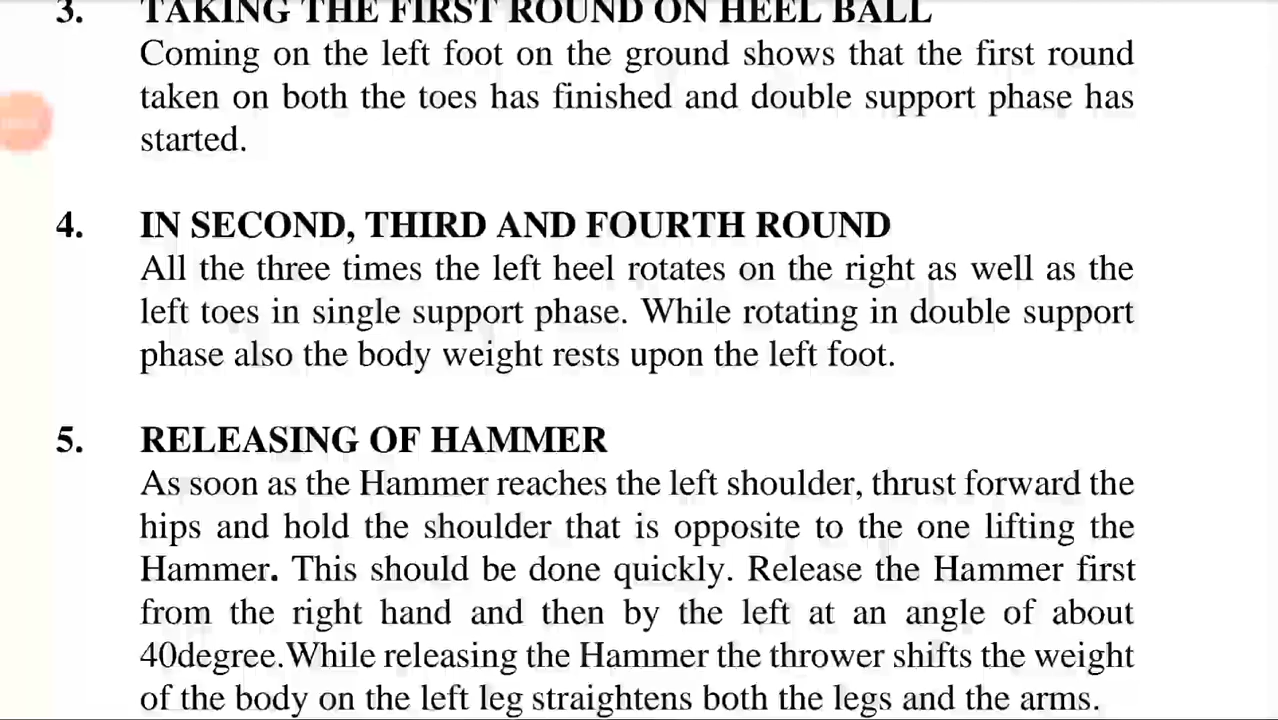 3. TAKING THE FIRST ROUND ON HEEL BALL
Coming on the left foot on the ground shows that the first round
taken on both the toes has finished and double support phase has
started.
4. IN SECOND, THIRD AND FOURTH ROUND
All the three times the left heel rotates on the right as well as the
left toes in single support phase. While rotating in double support
phase also the body weight rests upon the left foot.
5. RELEASING OF HAMMER
As soon as the Hammer reaches the left shoulder, thrust forward the
hips and hold the shoulder that is opposite to the one lifting the
Hammer. This should be done quickly. Release the Hammer first
from the right hand and then by the left at an angle of about
40degree.While releasing the Hammer the thrower shifts the weight
of the body on the left leg straightens both the legs and the arms.